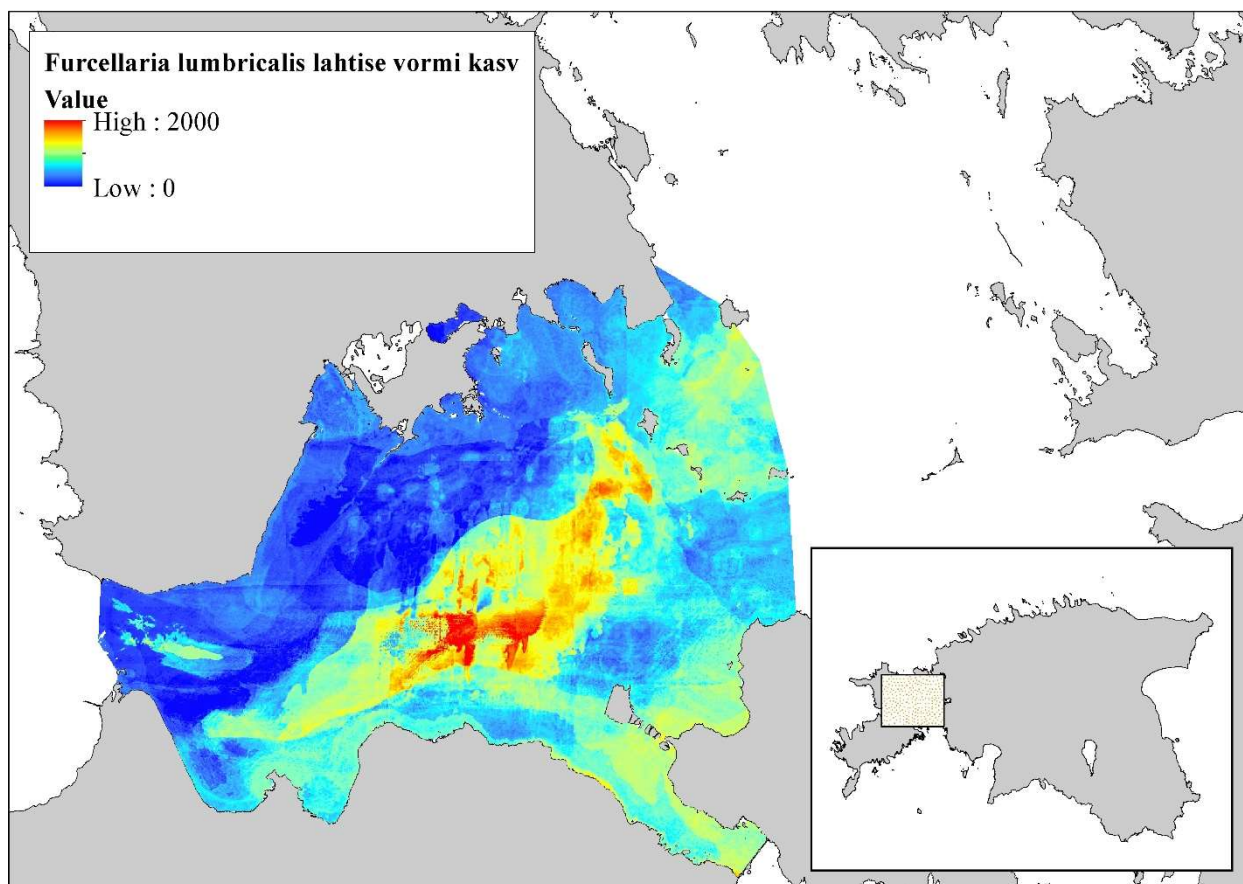 Furcellaria lumbricalis lahtise vormi kasv
Value
High : 2000
Low : 0